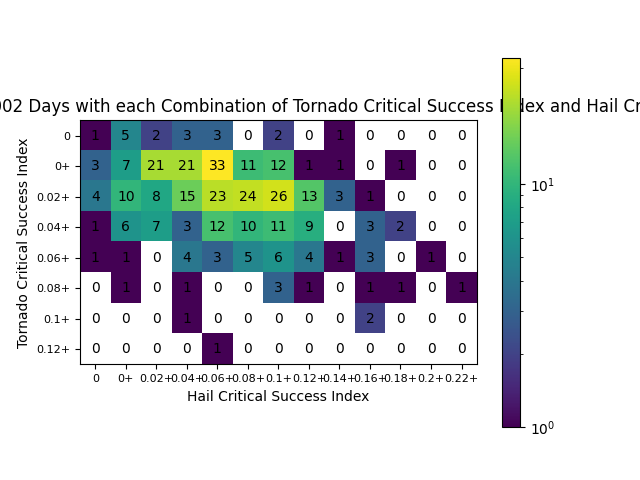 002 Days with each Combination of Tornado Critical Success Index and Hail Cr
Tornado Critical Success Index
0 1 5 2 3 3 0 2 0 1 0 0 0 0
0+ 3 7 21 21 33 11 12 1 1 0 1 0 0
0.02+ 4 10 8 15 23 24 26 13 3 1 0 0 0
0.04+ 1 6 7 3 12 10 11 9 0 3 2 0 0
0.06+ 1 1 0 4 3 5 6 4 1 3 0 1 0
0.08+ 0 1 0 1 0 0 3 1 0 1 1 0 1
0.1+ 0 0 0 1 0 0 0 0 0 2 0 0 0
0.12+ 0 0 0 0 1 0 0 0 0 0 0 0 0
0 0+ 0.02+ 0.04+ 0.06+ 0.08+ 0.1+ 0.12+ 0.14+ 0.16+ 0.18+ 0.2+ 0.22+
Hail Critical Success Index
10¹
10⁰